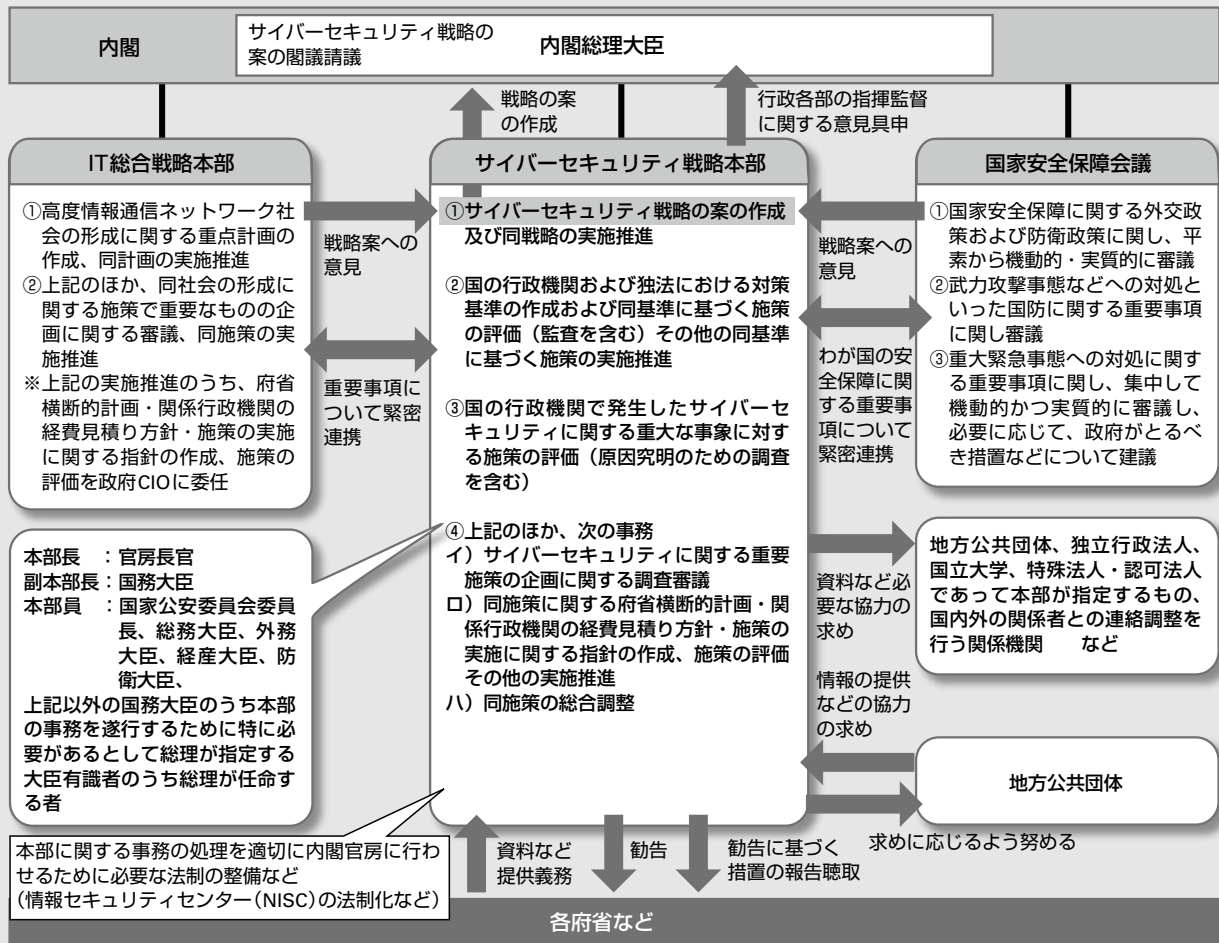 内閣
サイバーセキュリティ戦略の
案の閣議請議
内閣総理大臣
戦略の案
の作成
行政各部の指揮監督
に関する意見具申
IT総合戦略本部
①高度情報通信ネットワーク社
会の形成に関する重点計画の
作成、同計画の実施推進
②上記のほか、同社会の形成に
関する施策で重要なものの企
画に関する審議、同施策の実
施推進
※上記の実施推進のうち、府省
横断的計画・関係行政機関の
経費見積り方針・施策の実施
に関する指針の作成、施策の
評価を政府CIOに委任
戦略案への
意見
重要事項に
ついて緊密
連携
サイバーセキュリティ戦略本部
①サイバーセキュリティ戦略の案の作成
及び同戦略の実施推進
②国の行政機関および独法における対策
基準の作成および同基準に基づく施策
の評価（監査を含む）その他の同基準
に基づく施策の実施推進
③国の行政機関で発生したサイバーセ
キュリティに関する重大な事象に対す
る施策の評価（原因究明のための調査
を含む）
④上記のほか、次の事務
イ）サイバーセキュリティに関する重要
施策の企画に関する調査審議
ロ）同施策に関する府省横断的計画・関
係行政機関の経費見積り方針・施策の
実施に関する指針の作成、施策の評価
その他の実施推進
ハ）同施策の総合調整
戦略案への
意見
わが国の安
全保障に関
する重要事
項について
緊密連携
国家安全保障会議
①国家安全保障に関する外交政
策および防衛政策に関し、平
素から機動的・実質的に審議
②武力攻撃事態などへの対処と
いった国防に関する重要事項
に関し審議
③重大緊急事態への対処に関す
る重要事項に関し、集中して
機動的かつ実質的に審議し、
必要に応じて、政府がとるべ
き措置などについて建議
本部長　：官房長官
副本部長：国務大臣
本部員　：国家公安委員会委員
長、総務大臣、外務
大臣、経産大臣、防
衛大臣、
上記以外の国務大臣のうち本部
の事務を遂行するために特に必
要があるとして総理が指定する
大臣有識者のうち総理が任命す
る者
資料など必
要な協力の
求め
地方公共団体、独立行政法人、
国立大学、特殊法人・認可法人
であって本部が指定するもの、
国内外の関係者との連絡調整を
行う関係機関　　など
情報の提供
などの協力
の求め
地方公共団体
求めに応じるよう努める
本部に関する事務の処理を適切に内閣官房に行わ
せるために必要な法制の整備など
（情報セキュリティセンター（NISC）の法制化など）
資料など
提供義務
勧告
勧告に基づく
措置の報告聴取
各府省など